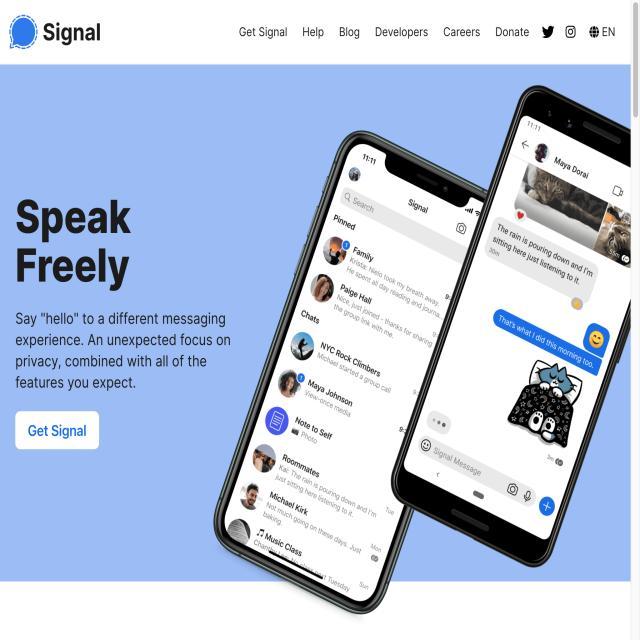 Signal
Get Signal Help Blog Developers Careers Donate EN
Speak
Freely
Say "hello" to a different messaging
experience. An unexpected focus on
privacy, combined with all of the
features you expect.
Get Signal
11:11
Signal
Search
Pinned
Family
Krista: Nielo look my breath away.
He spent all day reading and journa..
Paige Hall
Nice, just joined - thanks for sharing
the group link with me.
Chats
NYC Rock Climbers
Michael started a group call
Maya Johnson
View-once media
Note to Self
Photo
Roommates
Kai: The rain is pouring down and I'm
just sitting here listening to it.
Tue
Michael Kirk
Not much going on these days. Just
baking.
Mon
Music Class
Sun
11:11
Maya Doral
The rain is pouring down and I'm
sitting here just listening to it.
30m
That's what I did this morning too.
3m
Signal Message